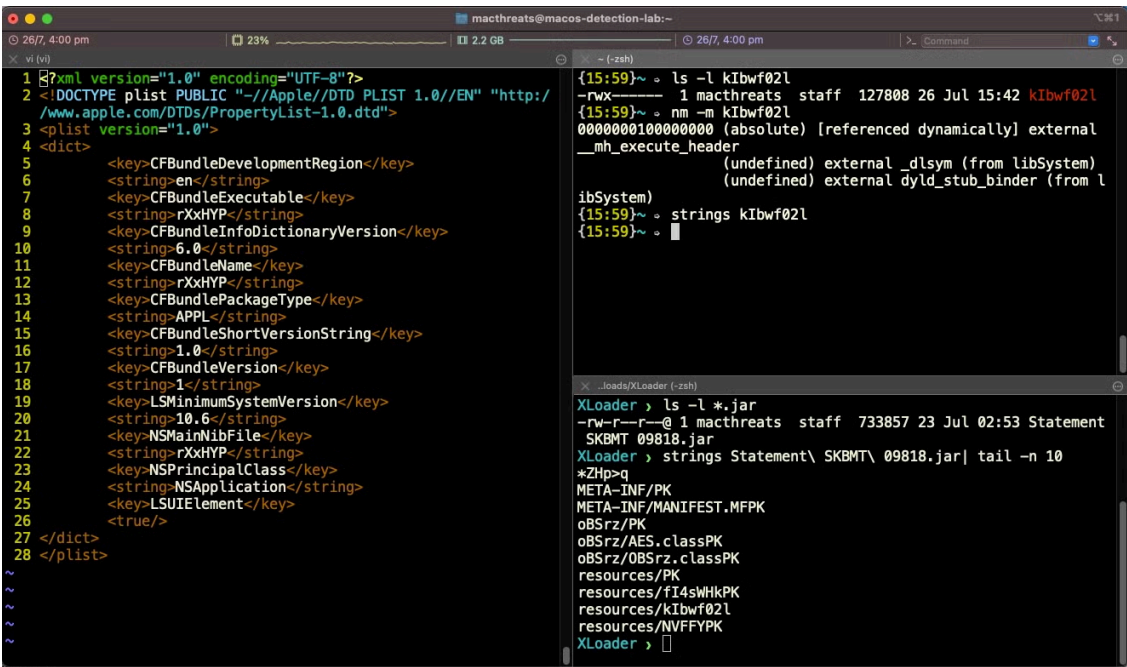 macthreats@macos-detection-lab:~
⌥⌘1
26/7, 4:00 pm
23%
2.2 GB
26/7, 4:00 pm
Command
vi (vi)
1 <?xml version="1.0" encoding="UTF-8"?>
2 <!DOCTYPE plist PUBLIC "-//Apple//DTD PLIST 1.0//EN" "http:/
/www.apple.com/DTDs/PropertyList-1.0.dtd">
3 <plist version="1.0">
4 <dict>
5 <key>CFBundleDevelopmentRegion</key>
6 <string>en</string>
7 <key>CFBundleExecutable</key>
8 <string>rXxHYP</string>
9 <key>CFBundleInfoDictionaryVersion</key>
10 <string>6.0</string>
11 <key>CFBundleName</key>
12 <string>rXxHYP</string>
13 <key>CFBundlePackageType</key>
14 <string>APPL</string>
15 <key>CFBundleShortVersionString</key>
16 <string>1.0</string>
17 <key>CFBundleVersion</key>
18 <string>1</string>
19 <key>LSMinimumSystemVersion</key>
20 <string>10.6</string>
21 <key>NSMainNibFile</key>
22 <string>rXxHYP</string>
23 <key>NSPrincipalClass</key>
24 <string>NSApplication</string>
25 <key>LSUIElement</key>
26 <true/>
27 </dict>
28 </plist>
~
~
~
~
~
~ (-zsh)
{15:59}~ ls -l kIbwf02l
-rwx------ 1 macthreats staff 127808 26 Jul 15:42 kIbwf02l
{15:59}~ nm -m kIbwf02l
0000000100000000 (absolute) [referenced dynamically] external
__mh_execute_header
(undefined) external _dlsym (from libSystem)
(undefined) external dyld_stub_binder (from l
ibSystem)
{15:59}~ strings kIbwf02l
{15:59}~
..loads/XLoader (-zsh)
XLoader › ls -l *.jar
-rw-r--r--@ 1 macthreats staff 733857 23 Jul 02:53 Statement
SKBMT 09818.jar
XLoader › strings Statement\ SKBMT\ 09818.jar| tail -n 10
*ZHp>q
META-INF/PK
META-INF/MANIFEST.MFPK
oBSrz/PK
oBSrz/AES.classPK
oBSrz/OBSrz.classPK
resources/PK
resources/fI4sWHkPK
resources/kIbwf02l
resources/NVFFYPK
XLoader ›